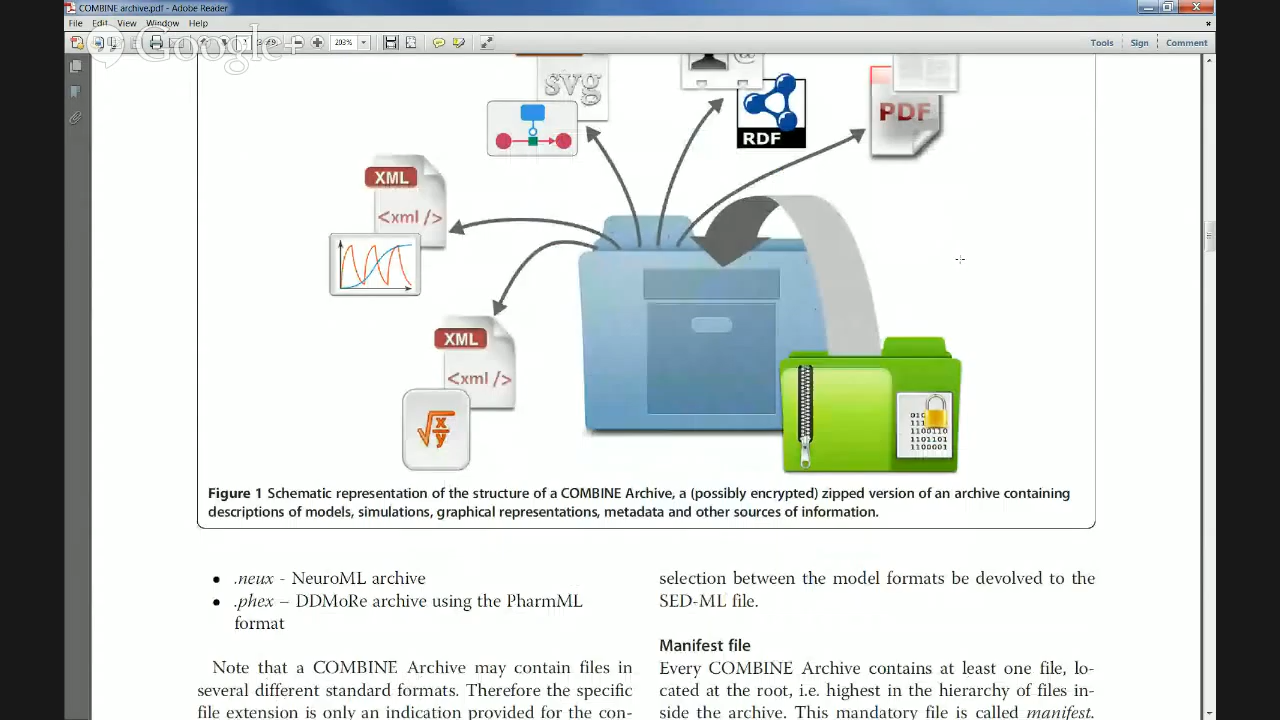 COMBINE archive.pdf - Adobe Reader
File Edit View Window Help
Google+
203%
Tools Sign Comment
svg
@
RDF
PDF
XML
<xml />
XML
<xml />
√x/y
1100110
1101101
1100001
Figure 1 Schematic representation of the structure of a COMBINE Archive, a (possibly encrypted) zipped version of an archive containing
descriptions of models, simulations, graphical representations, metadata and other sources of information.
• .neux - NeuroML archive
• .phex – DDMoRe archive using the PharmML
format
Note that a COMBINE Archive may contain files in
several different standard formats. Therefore the specific
file extension is only an indication provided for the con-
selection between the model formats be devolved to the
SED-ML file.
Manifest file
Every COMBINE Archive contains at least one file, lo-
cated at the root, i.e. highest in the hierarchy of files in-
side the archive. This mandatory file is called manifest.